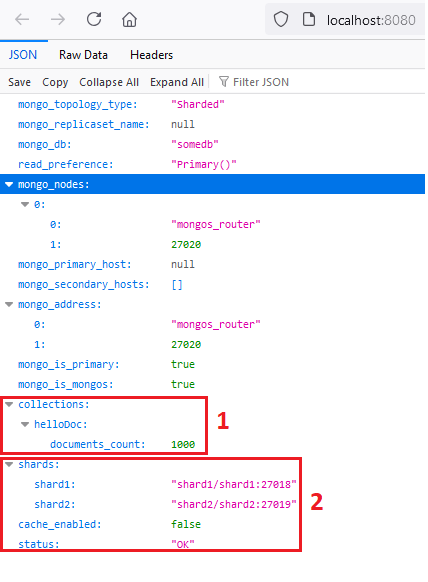 localhost:8080
JSON Raw Data Headers
Save Copy Collapse All Expand All Filter JSON
mongo_topology_type: "Sharded"
mongo_replicaset_name: null
mongo_db: "somedb"
read_preference: "Primary()"
mongo_nodes:
0:
0: "mongos_router"
1: 27020
mongo_primary_host: null
mongo_secondary_hosts: []
mongo_address:
0: "mongos_router"
1: 27020
mongo_is_primary: true
mongo_is_mongos: true
collections:
helloDoc: 1
documents_count: 1000
shards:
shard1: "shard1/shard1:27018"
shard2: "shard2/shard2:27019" 2
cache_enabled: false
status: "OK"